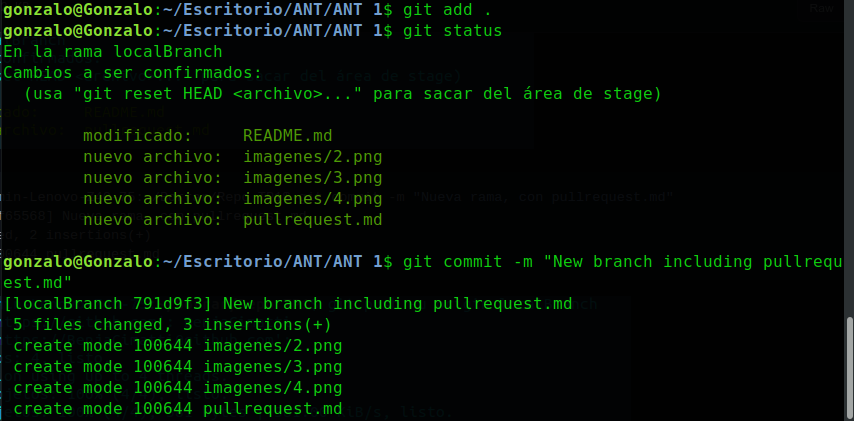 gonzalo@Gonzalo:~/Escritorio/ANT/ANT 1$ git add .
gonzalo@Gonzalo:~/Escritorio/ANT/ANT 1$ git status
En la rama localBranch
Cambios a ser confirmados:
  (usa "git reset HEAD <archivo>..." para sacar del área de stage)
        modificado:     README.md
        nuevo archivo:  imagenes/2.png
        nuevo archivo:  imagenes/3.png
        nuevo archivo:  imagenes/4.png
        nuevo archivo:  pullrequest.md
gonzalo@Gonzalo:~/Escritorio/ANT/ANT 1$ git commit -m "New branch including pullrequ
est.md"
[localBranch 791d9f3] New branch including pullrequest.md
 5 files changed, 3 insertions(+)
 create mode 100644 imagenes/2.png
 create mode 100644 imagenes/3.png
 create mode 100644 imagenes/4.png
 create mode 100644 pullrequest.md